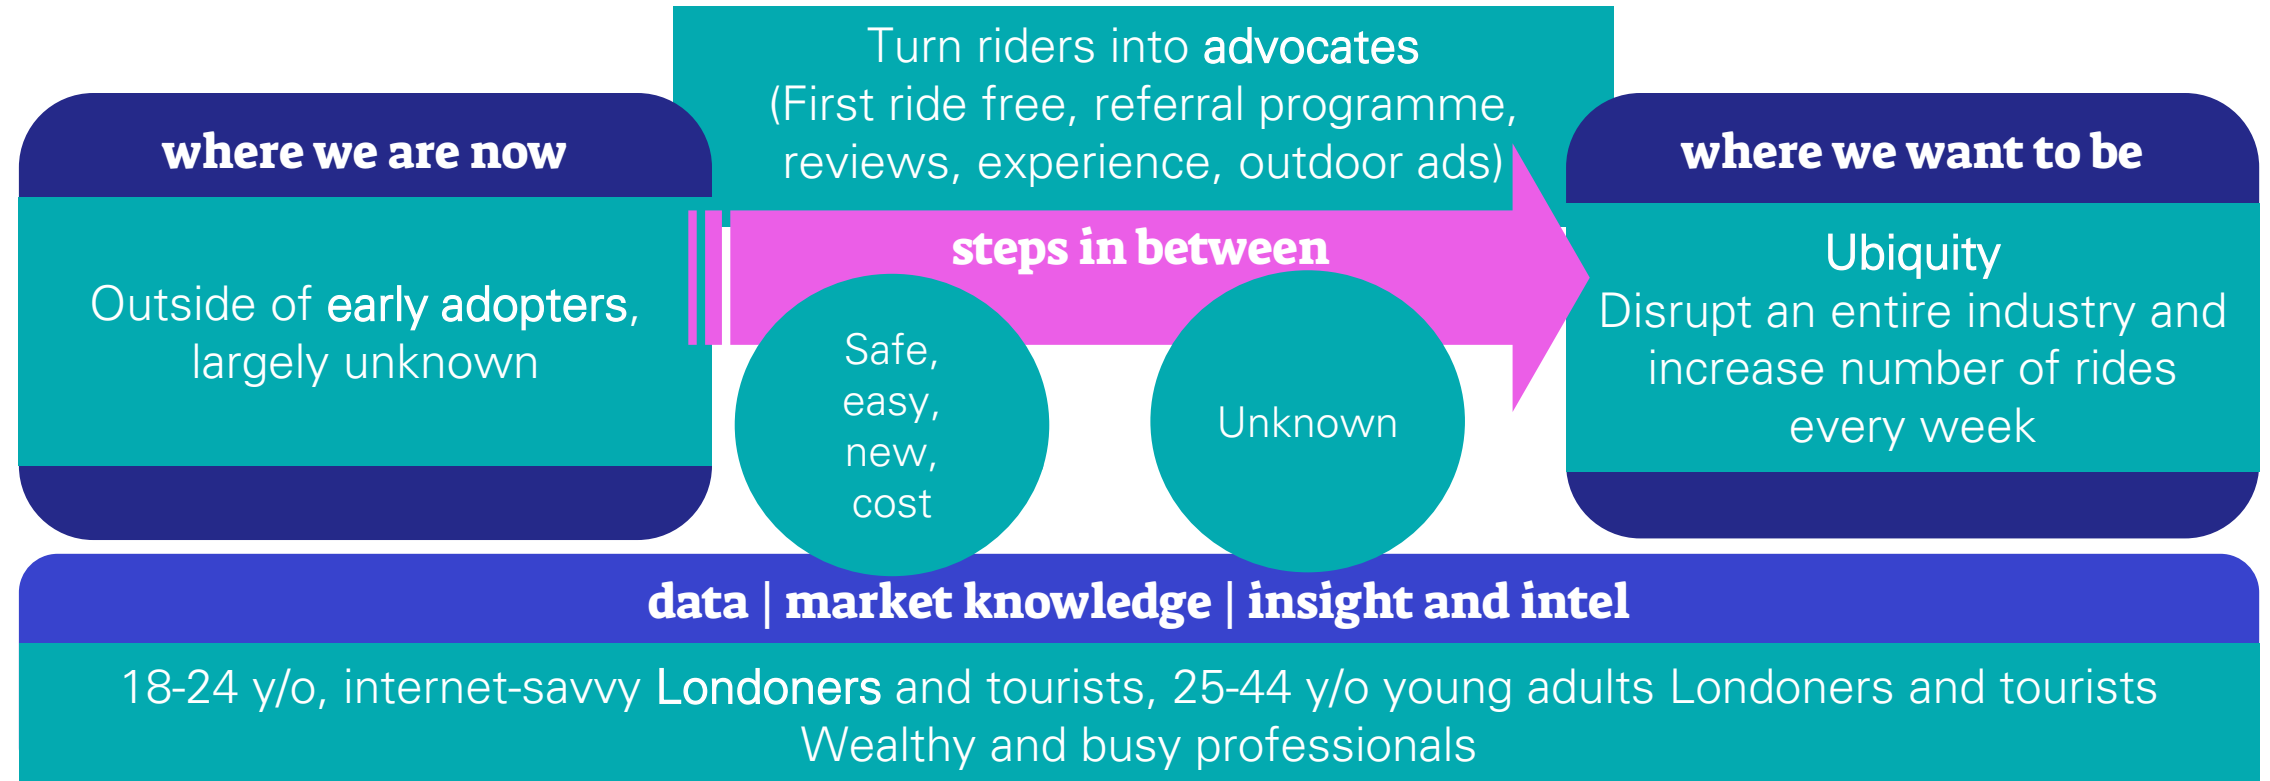 Turn riders into advocates
(First ride free, referral programme,
reviews, experience, outdoor ads)
where we are now
Outside of early adopters,
largely unknown
steps in between
Safe,
easy,
new,
cost
Unknown
where we want to be
Ubiquity
Disrupt an entire industry and
increase number of rides
every week
data | market knowledge | insight and intel
18-24 y/o, internet-savvy Londoners and tourists, 25-44 y/o young adults Londoners and tourists
Wealthy and busy professionals